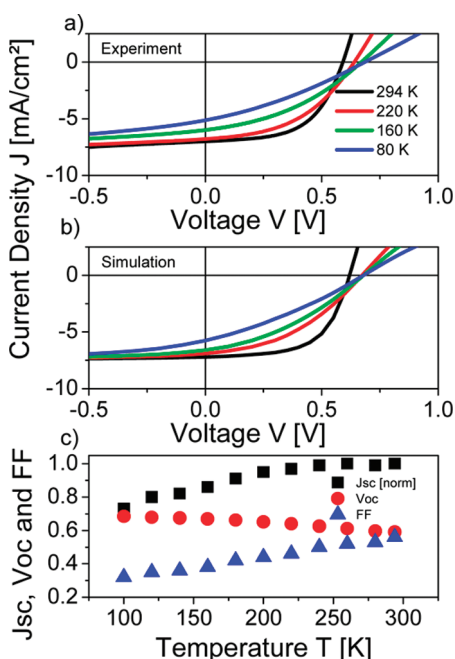 a)
Experiment
0
-5
-10
294 K
220 K
160 K
80 K
-0.5
0.0
0.5
1.0
Voltage V [V]
Current Density J [mA/cm²]
b)
Simulation
0
-5
-10
-0.5
0.0
0.5
1.0
Voltage V [V]
c)
Jsc, Voc and FF
1.0
0.8
0.6
0.4
0.2
Jsc [norm]
Voc
FF
100
150
200
250
300
Temperature T [K]